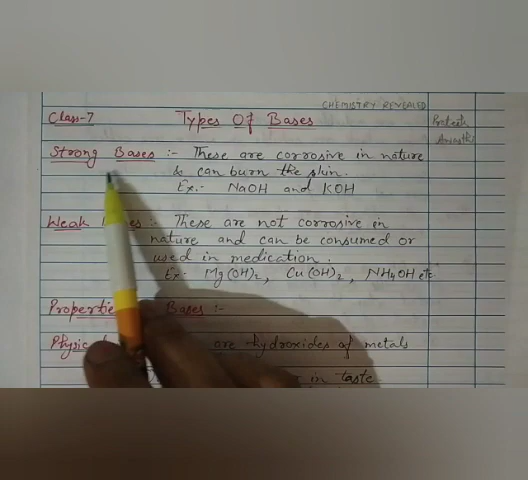 CHEMISTRY REVEALED
Class-7 Types Of Bases Prateek
Awasthi
Strong Bases :- These are corrosive in nature
& can burn the skin.
Ex:- NaOH and KOH
Weak :- These are not corrosive in
nature and can be consumed or
used in medication.
Ex:- Mg(OH)2, Cu(OH)2, NH4OH etc.
Bases :-
are hydroxides of metals
in taste.